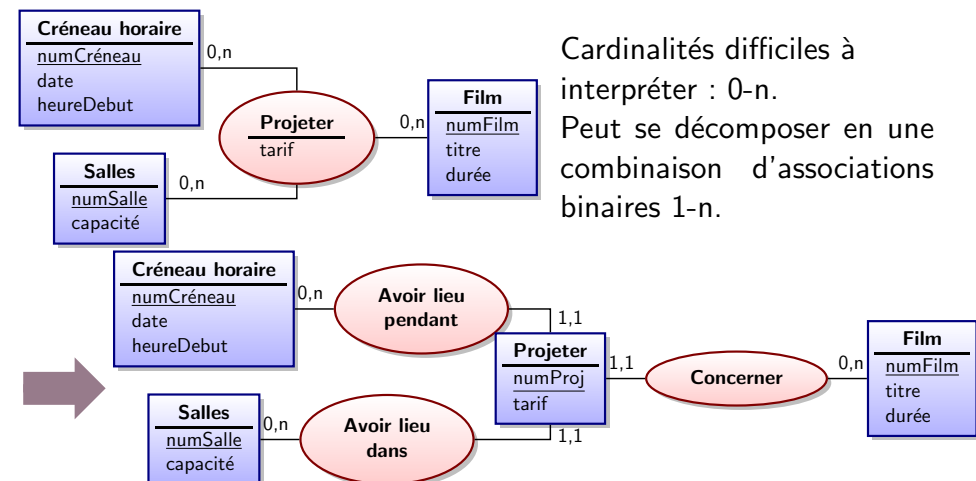 Créneau horaire
numCréneau
date
heureDebut
0,n
Projeter
tarif
0,n
Film
numFilm
titre
durée
Salles
numSalle
capacité
0,n
Cardinalités difficiles à
interpréter : 0-n.
Peut se décomposer en une
combinaison d'associations
binaires 1-n.
Créneau horaire
numCréneau
date
heureDebut
0,n
Avoir lieu
pendant
1,1
Projeter
numProj
tarif
1,1
Concerner
0,n
Film
numFilm
titre
durée
Salles
numSalle
capacité
0,n
Avoir lieu
dans
1,1